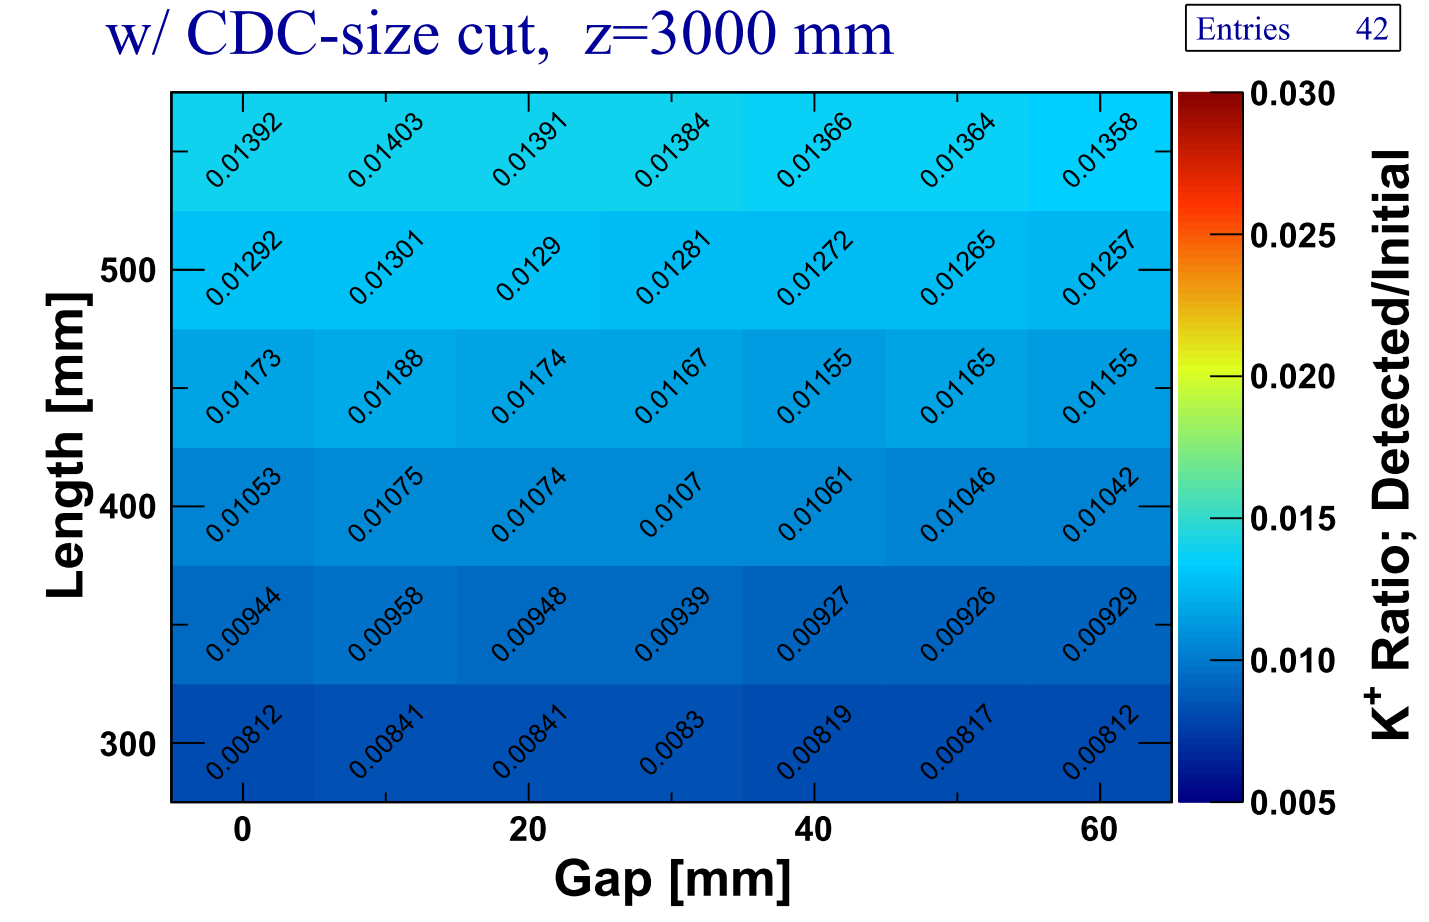 w/ CDC-size cut, z=3000 mm
Entries 42
0.01392 0.01403 0.01391 0.01384 0.01366 0.01364 0.01358
0.01292 0.01301 0.0129 0.01281 0.01272 0.01265 0.01257
0.01173 0.01188 0.01174 0.01167 0.01155 0.01165 0.01155
0.01053 0.01075 0.01074 0.0107 0.01061 0.01046 0.01042
0.00944 0.00958 0.00948 0.00939 0.00927 0.00926 0.00929
0.00812 0.00841 0.00841 0.0083 0.00819 0.00817 0.00812
500
400
300
Length [mm]
0 20 40 60
Gap [mm]
0.030
0.025
0.020
0.015
0.010
0.005
K⁺ Ratio; Detected/Initial